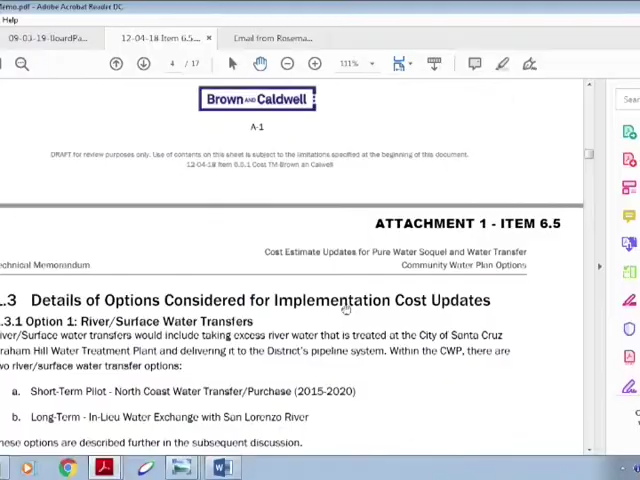 Memo.pdf - Adobe Acrobat Reader DC
Help
09-03-19-BoardPa...
12-04-18 Item 6.5... ×
Email from Rosema...
4 / 17
111%
Brown AND Caldwell
A-1
DRAFT for review purposes only. Use of contents on this sheet is subject to the limitations specified at the beginning of this document.
12-04-18 Item 6.5.1 Cost TM-Brown an Calwell
ATTACHMENT 1 - ITEM 6.5
Cost Estimate Updates for Pure Water Soquel and Water Transfer
echnical Memorandum
Community Water Plan Options
.3 Details of Options Considered for Implementation Cost Updates
.3.1 Option 1: River/Surface Water Transfers
iver/Surface water transfers would include taking excess river water that is treated at the City of Santa Cruz
raham Hill Water Treatment Plant and delivering it to the District's pipeline system. Within the CWP, there are
wo river/surface water transfer options:
a. Short-Term Pilot - North Coast Water Transfer/Purchase (2015-2020)
b. Long-Term - In-Lieu Water Exchange with San Lorenzo River
hese options are described further in the subsequent discussion.
Sear